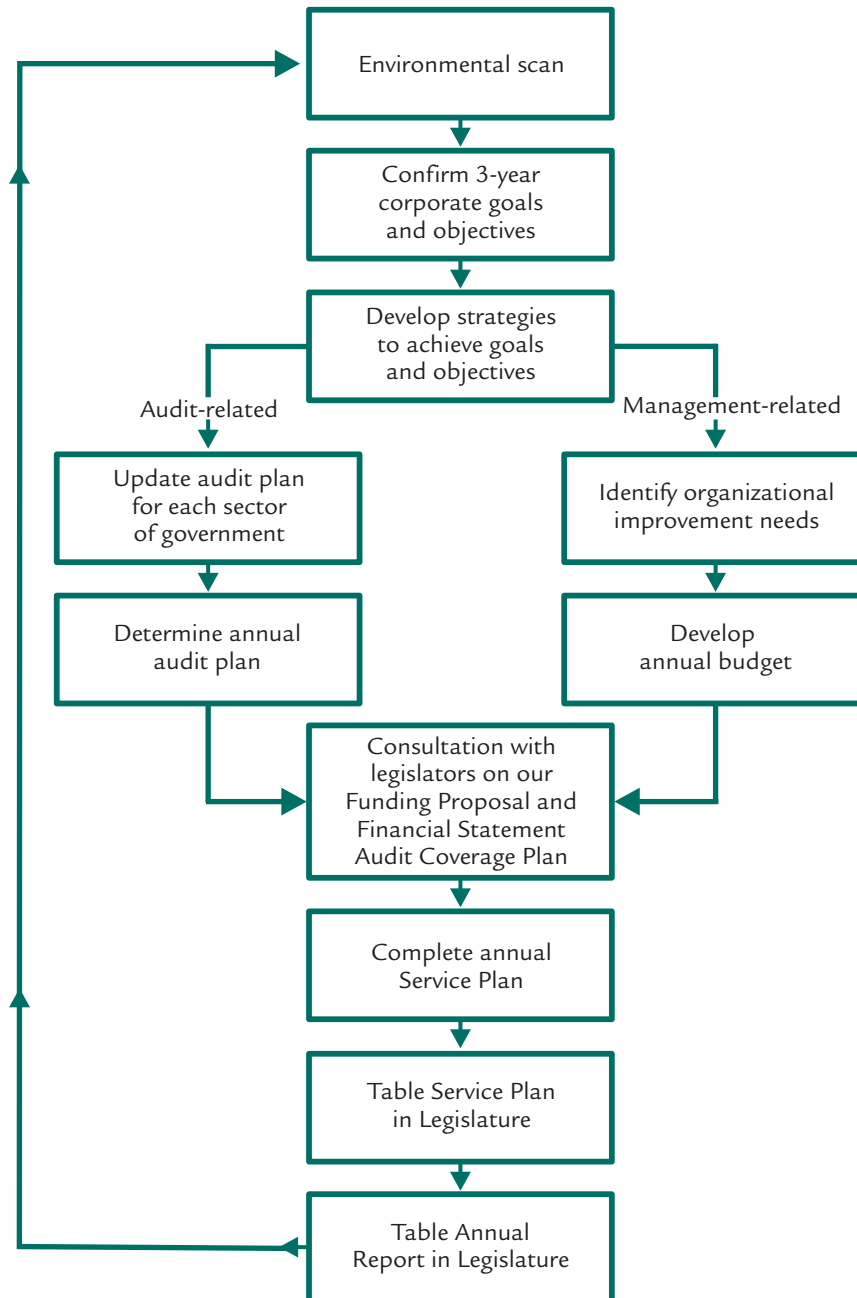 Environmental scan
Confirm 3-year
corporate goals
and objectives
Develop strategies
to achieve goals
and objectives
Audit-related
Management-related
Update audit plan
for each sector
of government
Identify organizational
improvement needs
Determine annual
audit plan
Develop
annual budget
Consultation with
legislators on our
Funding Proposal and
Financial Statement
Audit Coverage Plan
Complete annual
Service Plan
Table Service Plan
in Legislature
Table Annual
Report in Legislature